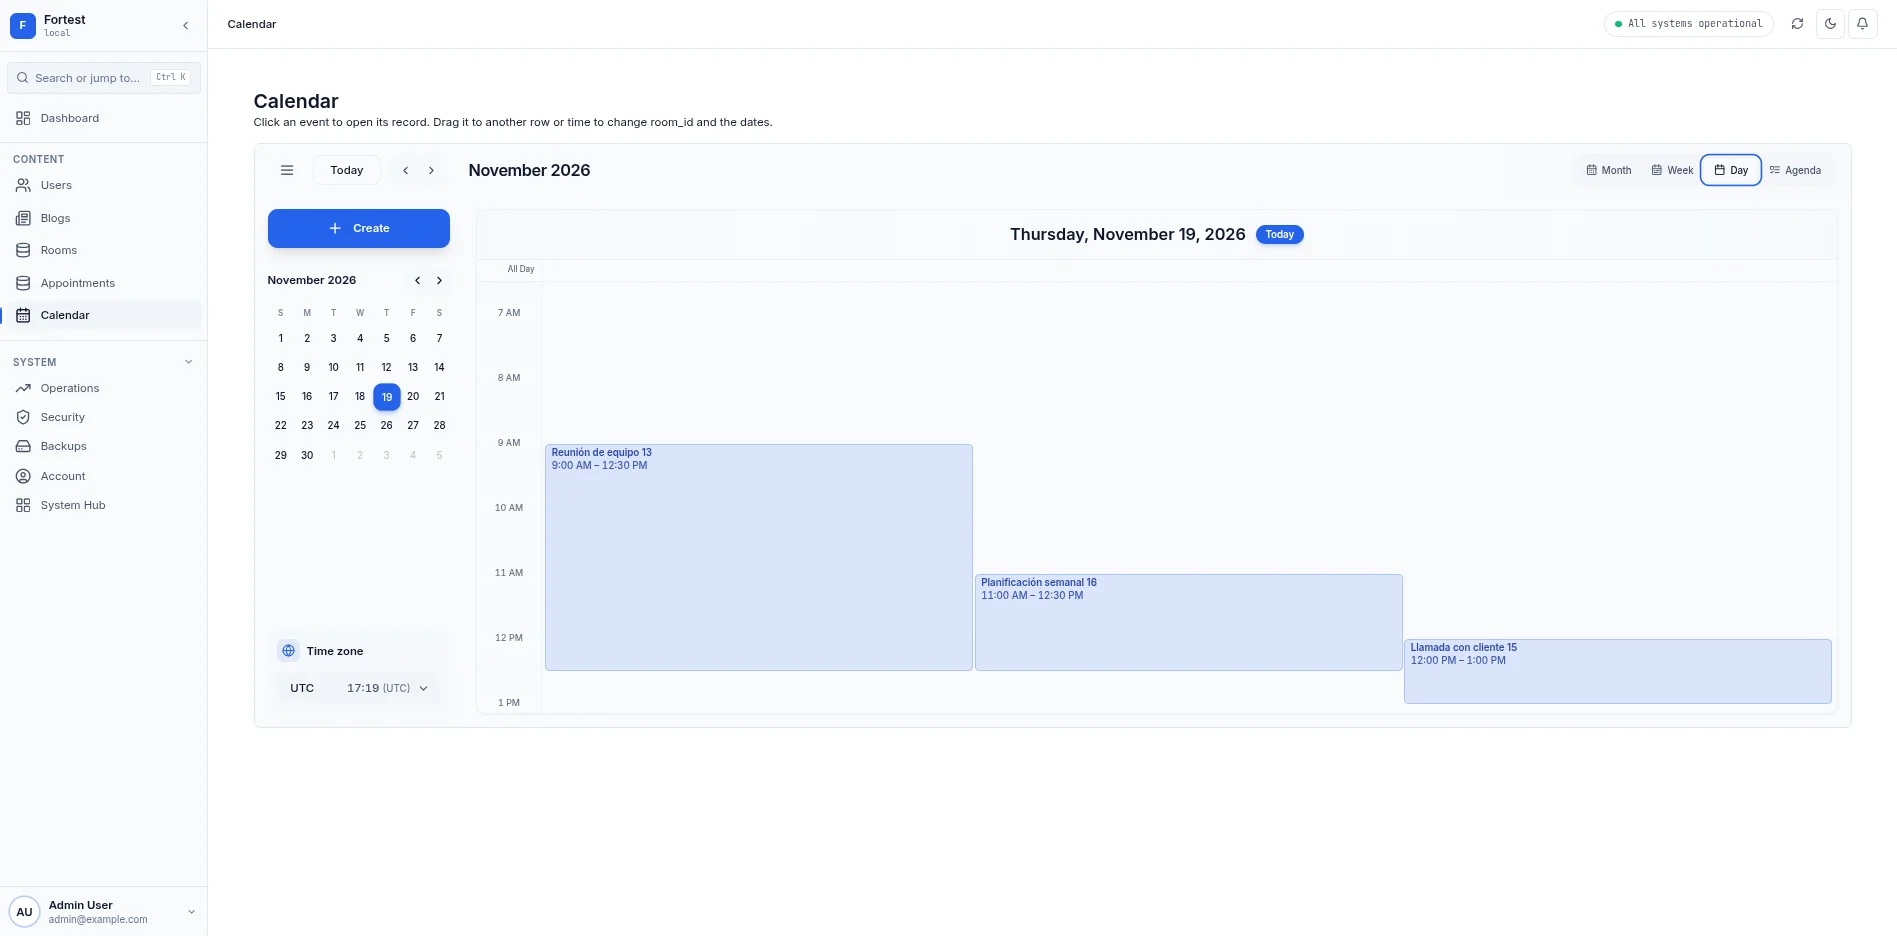 Fortest
local
Search or jump to...
Ctrl K
Dashboard
CONTENT
Users
Blogs
Rooms
Appointments
Calendar
SYSTEM
Operations
Security
Backups
Account
System Hub
AU
Admin User
admin@example.com
Calendar
All systems operational
Calendar
Click an event to open its record. Drag it to another row or time to change room_id and the dates.
Today
November 2026
Month
Week
Day
Agenda
Create
November 2026
S M T W T F S
1 2 3 4 5 6 7
8 9 10 11 12 13 14
15 16 17 18 19 20 21
22 23 24 25 26 27 28
29 30 1 2 3 4 5
Time zone
UTC 17:19 (UTC)
Thursday, November 19, 2026 Today
All Day
7 AM
8 AM
9 AM
Reunión de equipo 13
9:00 AM – 12:30 PM
10 AM
11 AM
Planificación semanal 16
11:00 AM – 12:30 PM
12 PM
Llamada con cliente 15
12:00 PM – 1:00 PM
1 PM
F